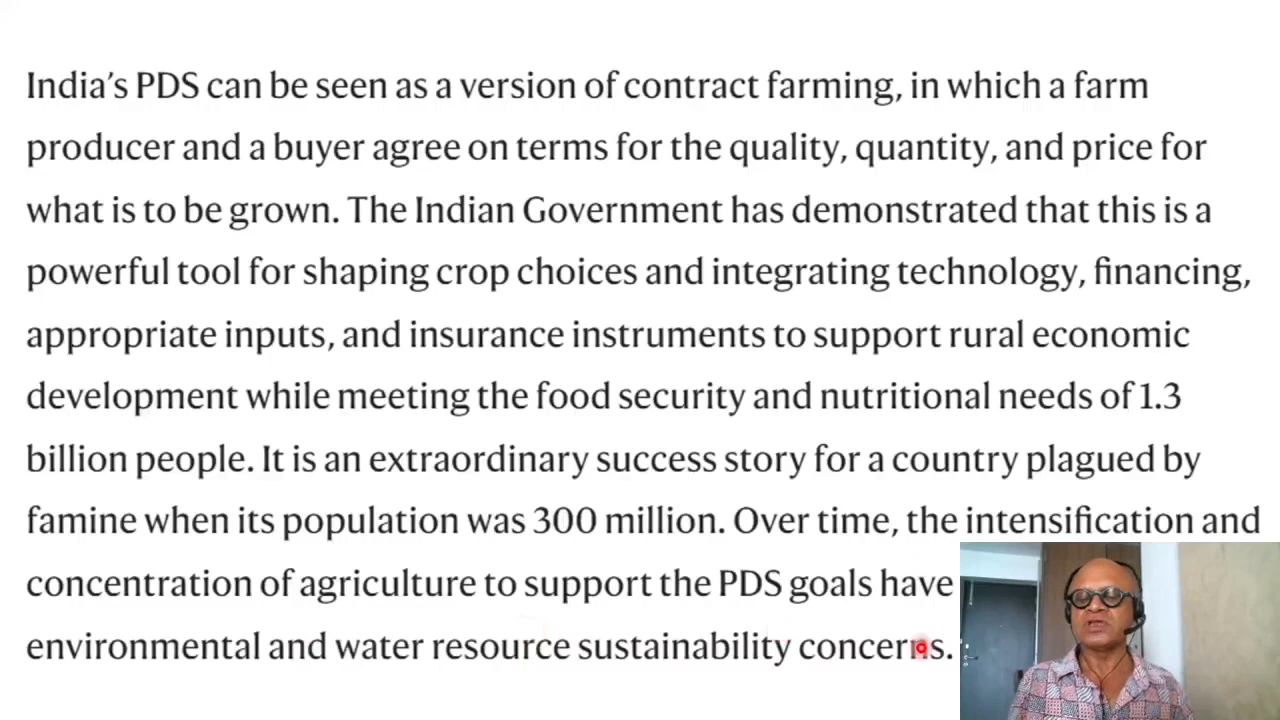 India’s PDS can be seen as a version of contract farming, in which a farm
producer and a buyer agree on terms for the quality, quantity, and price for
what is to be grown. The Indian Government has demonstrated that this is a
powerful tool for shaping crop choices and integrating technology, financing,
appropriate inputs, and insurance instruments to support rural economic
development while meeting the food security and nutritional needs of 1.3
billion people. It is an extraordinary success story for a country plagued by
famine when its population was 300 million. Over time, the intensification and
concentration of agriculture to support the PDS goals have
environmental and water resource sustainability concerns.